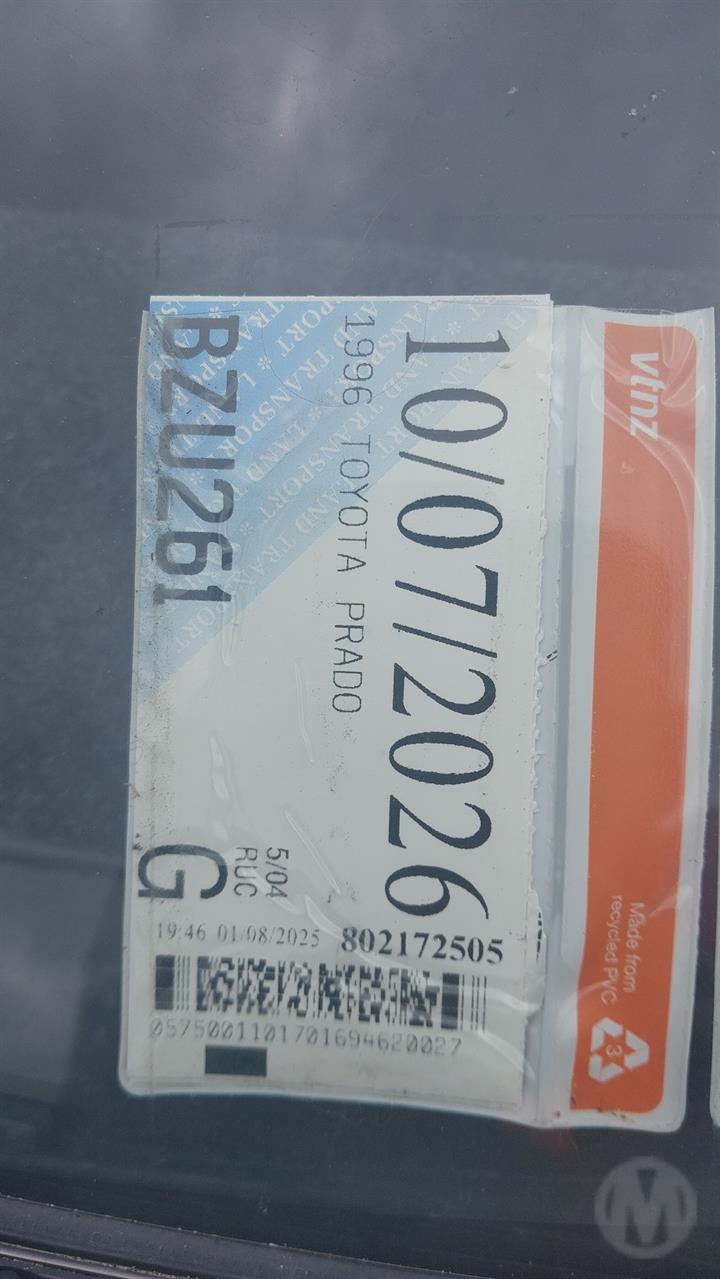 vtnz
Made from
recycled PVC
3
10/07/2026
1996 TOYOTA PRADO
BZU261
5/04
RUC
G
19:46 01/08/2025 802172505
0575001101701694620027
LAND TRANSPORT
M